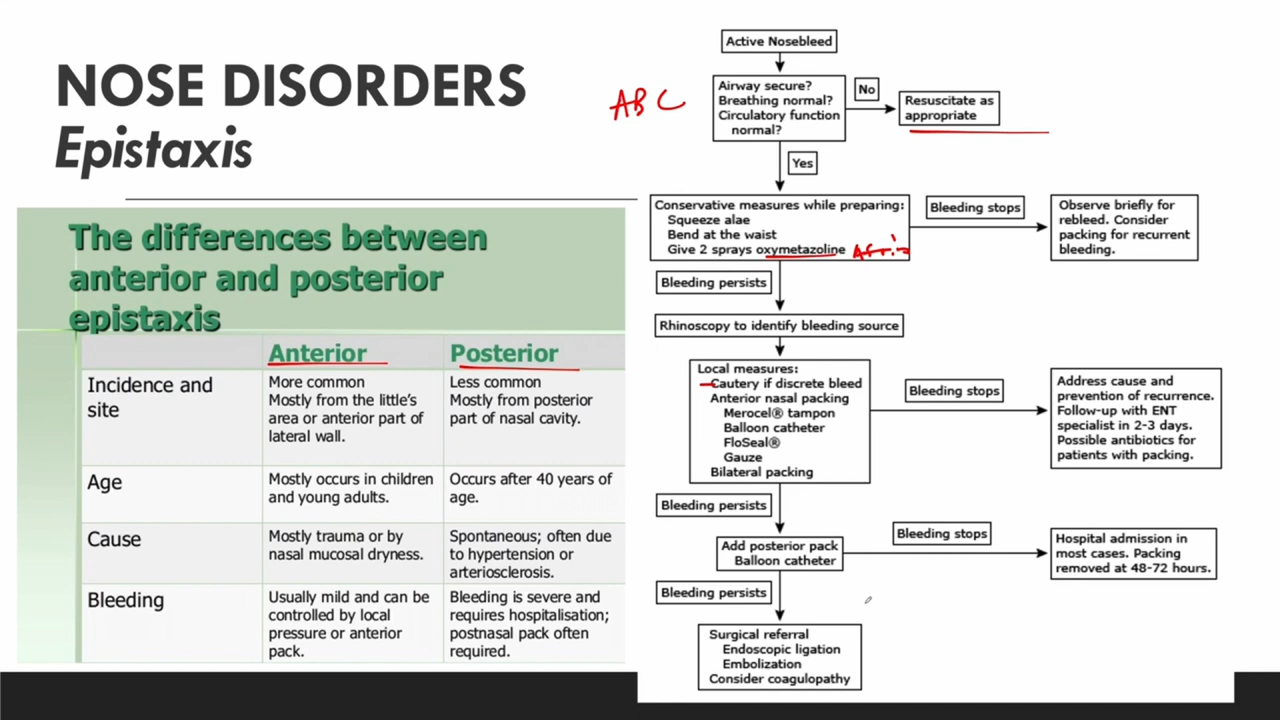 NOSE DISORDERS
Epistaxis
The differences between
anterior and posterior
epistaxis
Anterior
Posterior
Incidence and
site
More common
Mostly from the little's
area or anterior part of
lateral wall.
Less common
Mostly from posterior
part of nasal cavity.
Age
Mostly occurs in children
and young adults.
Occurs after 40 years of
age.
Cause
Mostly trauma or by
nasal mucosal dryness.
Spontaneous; often due
to hypertension or
arteriosclerosis.
Bleeding
Usually mild and can be
controlled by local
pressure or anterior
pack.
Bleeding is severe and
requires hospitalisation;
postnasal pack often
required.
Active Nosebleed
ABC
Airway secure?
Breathing normal?
Circulatory function
normal?
No
Resuscitate as
appropriate
Yes
Conservative measures while preparing:
Squeeze alae
Bend at the waist
Give 2 sprays oxymetazoline Afrin
Bleeding stops
Observe briefly for
rebleed. Consider
packing for recurrent
bleeding.
Bleeding persists
Rhinoscopy to identify bleeding source
Local measures:
Cautery if discrete bleed
Anterior nasal packing
Merocel® tampon
Balloon catheter
FloSeal®
Gauze
Bilateral packing
Bleeding stops
Address cause and
prevention of recurrence.
Follow-up with ENT
specialist in 2-3 days.
Possible antibiotics for
patients with packing.
Bleeding persists
Add posterior pack
Balloon catheter
Bleeding stops
Hospital admission in
most cases. Packing
removed at 48-72 hours.
Bleeding persists
Surgical referral
Endoscopic ligation
Embolization
Consider coagulopathy